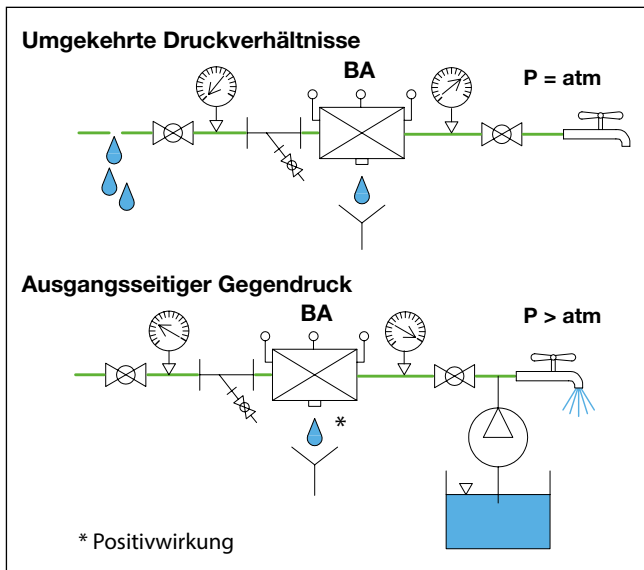 Umgekehrte Druckverhältnisse
BA
P = atm
Ausgangsseitiger Gegendruck
BA
P > atm
*
* Positivwirkung